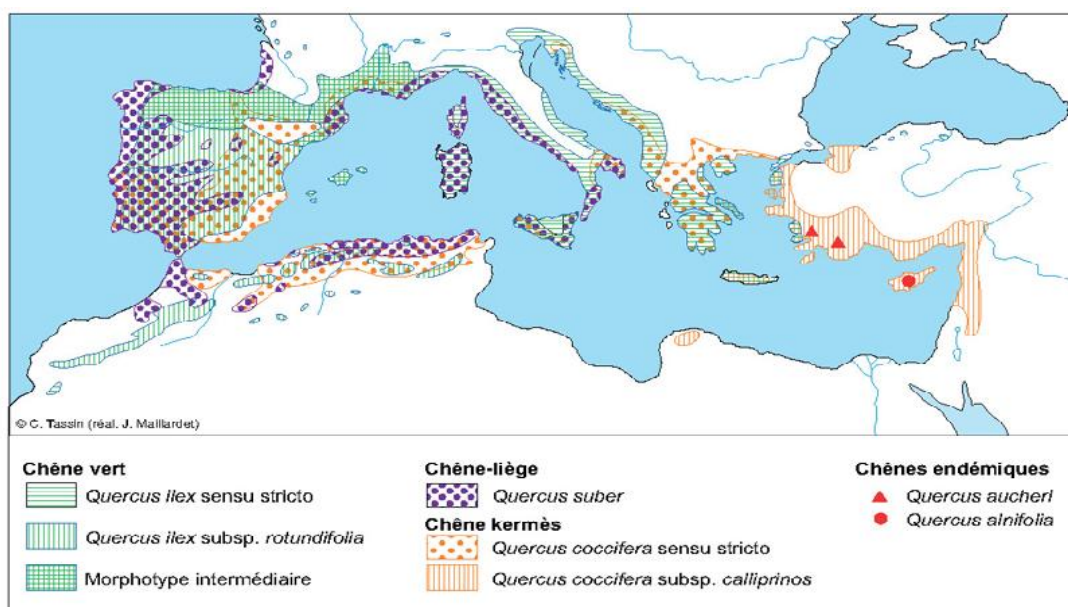 © C. Tassin (réal. J. Maillardet)
Chêne vert
Quercus ilex sensu stricto
Quercus ilex subsp. rotundifolia
Morphotype intermédiaire
Chêne-liège
Quercus suber
Chêne kermès
Quercus coccifera sensu stricto
Quercus coccifera subsp. calliprinos
Chênes endémiques
Quercus aucheri
Quercus alnifolia